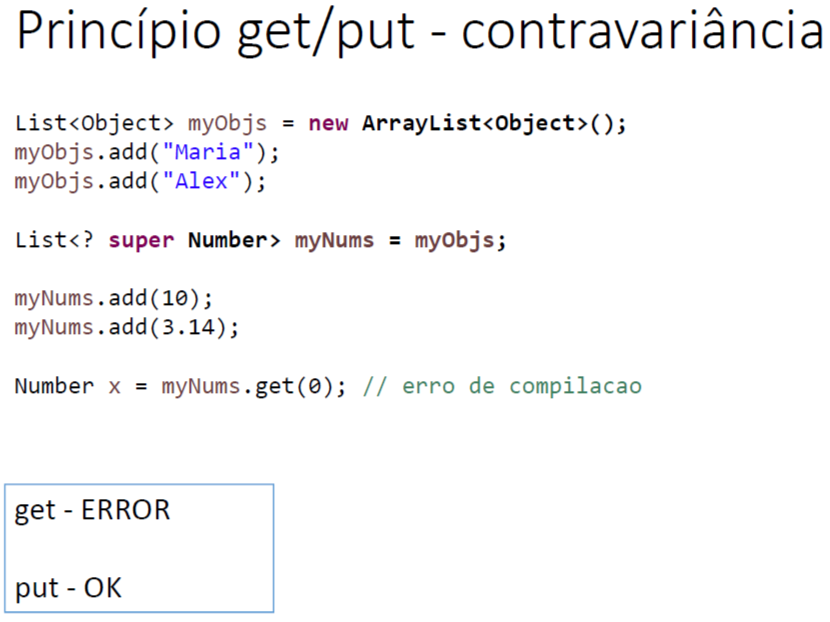 Princípio get/put - contravariância
List<Object> myObjs = new ArrayList<Object>();
myObjs.add("Maria");
myObjs.add("Alex");
List<? super Number> myNums = myObjs;
myNums.add(10);
myNums.add(3.14);
Number x = myNums.get(0); // erro de compilacao
get - ERROR
put - OK